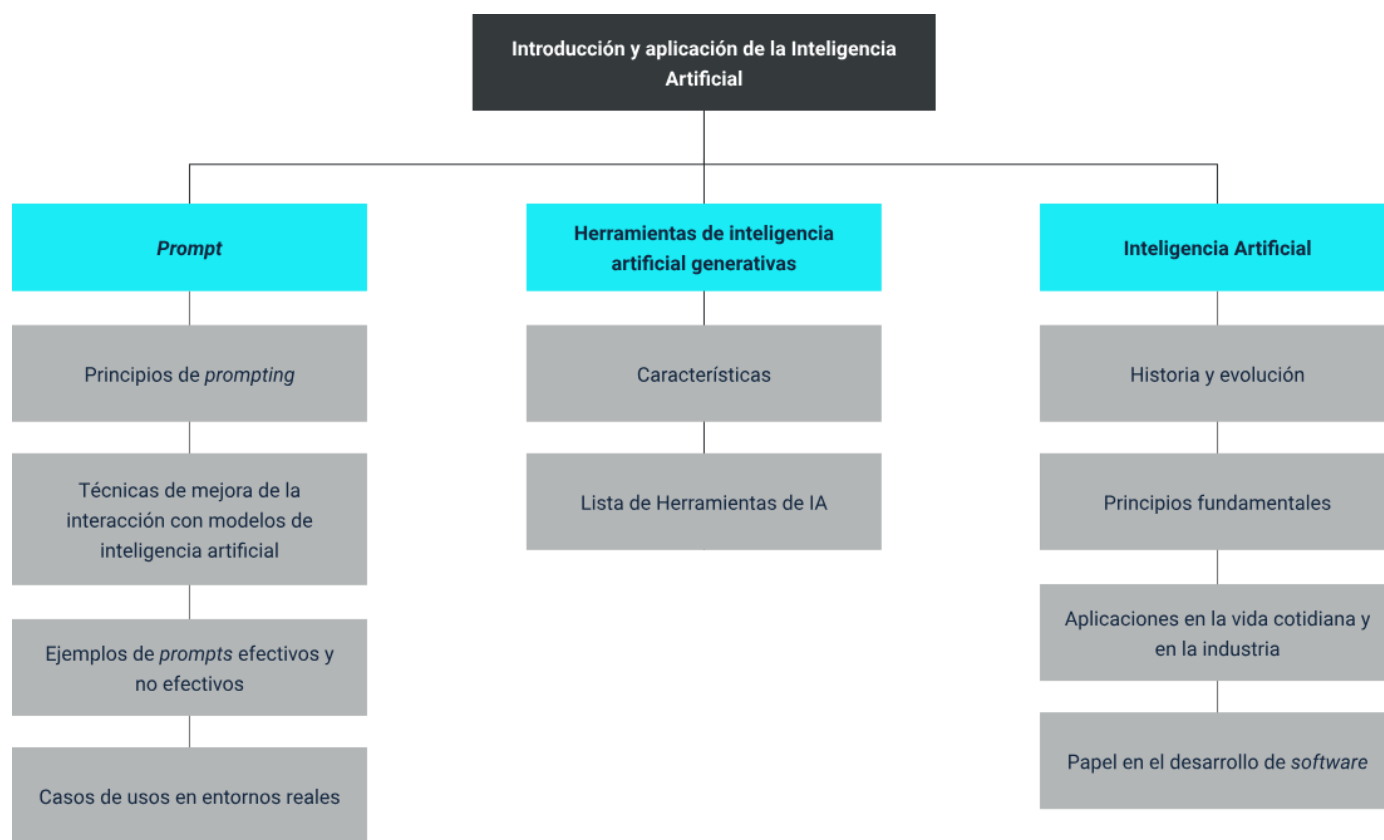 Introducción y aplicación de la Inteligencia
Artificial
Prompt
Principios de prompting
Técnicas de mejora de la
interacción con modelos de
inteligencia artificial
Ejemplos de prompts efectivos y
no efectivos
Casos de usos en entornos reales
Herramientas de inteligencia
artificial generativas
Características
Lista de Herramientas de IA
Inteligencia Artificial
Historia y evolución
Principios fundamentales
Aplicaciones en la vida cotidiana y
en la industria
Papel en el desarrollo de software